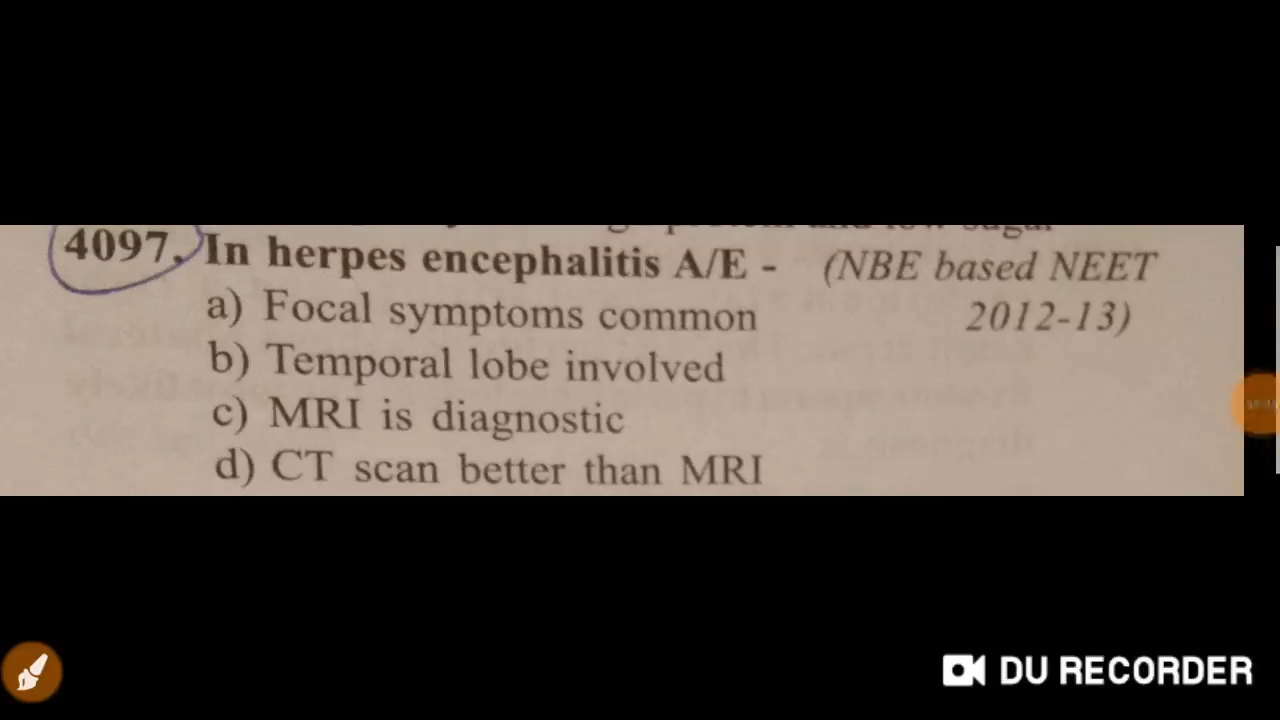 4097. In herpes encephalitis A/E - (NBE based NEET
a) Focal symptoms common 2012-13)
b) Temporal lobe involved
c) MRI is diagnostic
d) CT scan better than MRI
DU RECORDER